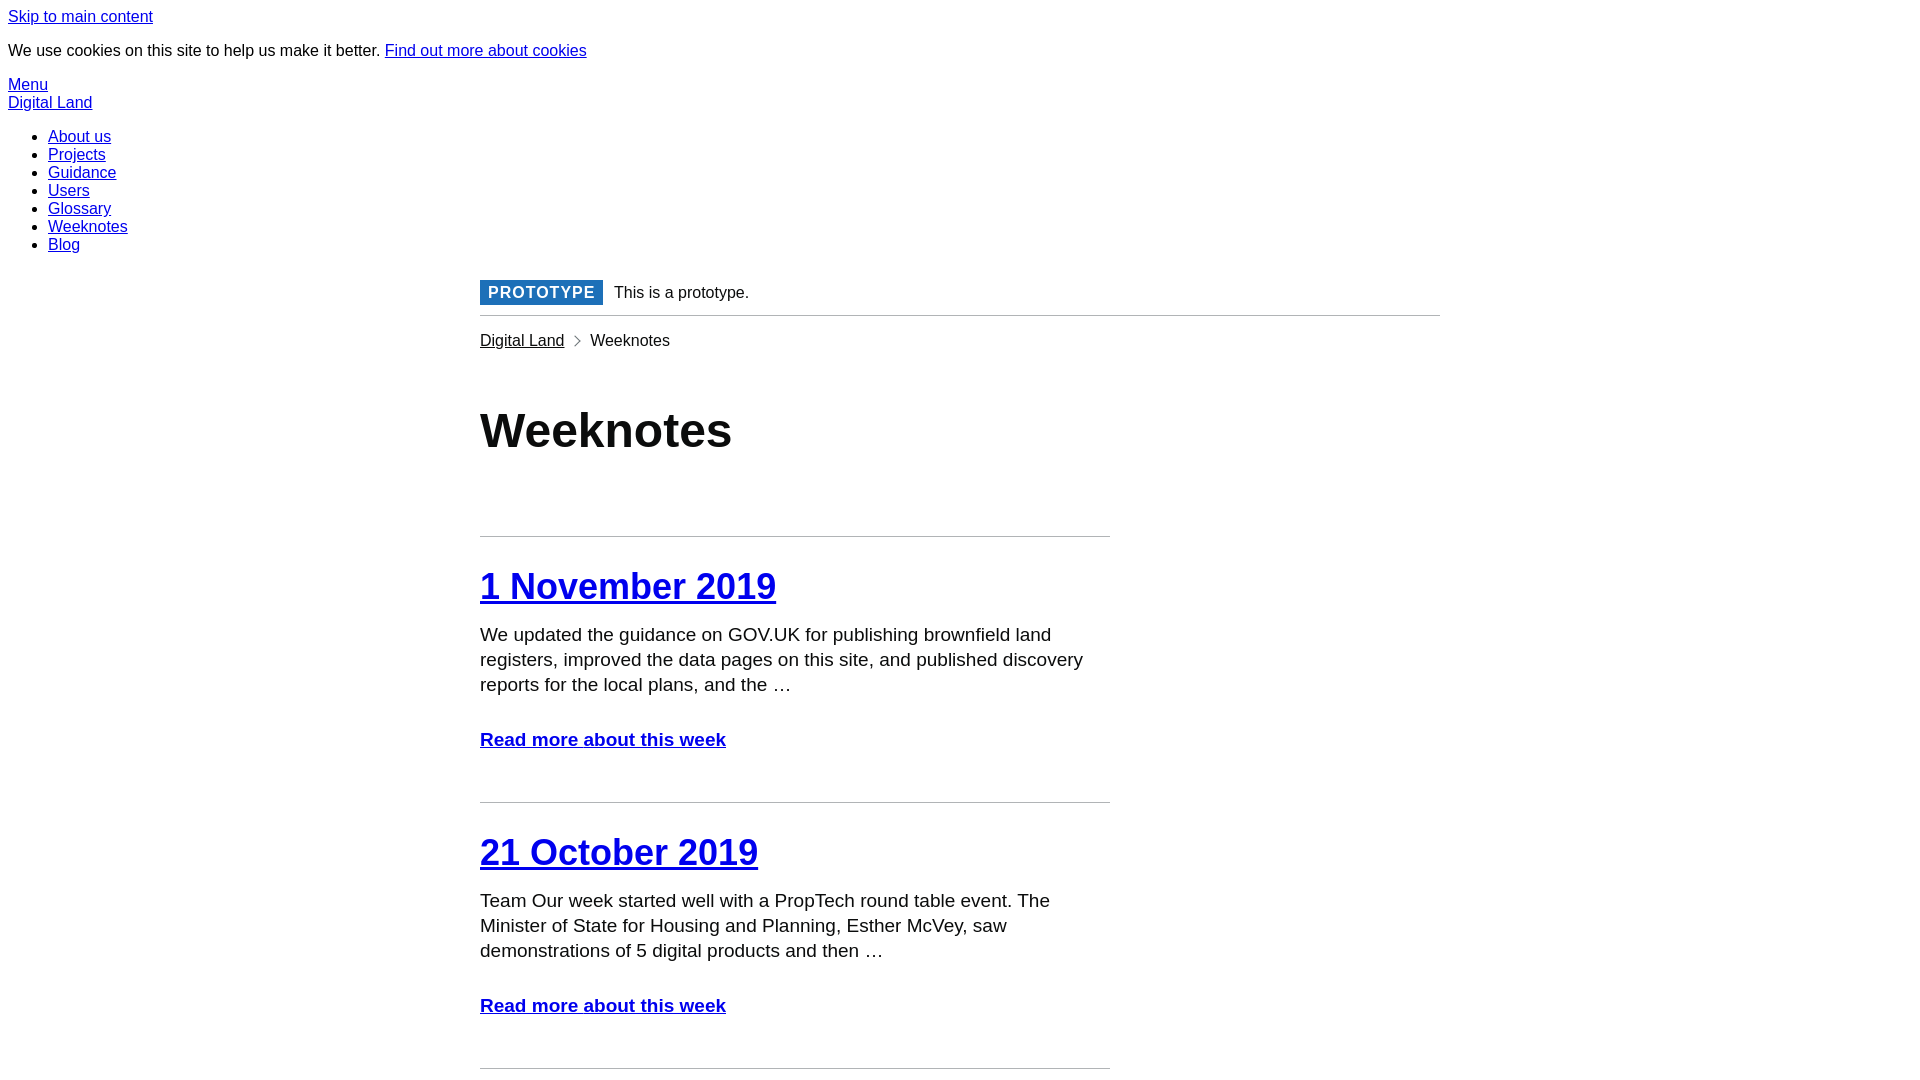 Skip to main content
We use cookies on this site to help us make it better. Find out more about cookies
Menu
Digital Land
About us
Projects
Guidance
Users
Glossary
Weeknotes
Blog
PROTOTYPE This is a prototype.
Digital Land Weeknotes
Weeknotes
1 November 2019
We updated the guidance on GOV.UK for publishing brownfield land
registers, improved the data pages on this site, and published discovery
reports for the local plans, and the …
Read more about this week
21 October 2019
Team Our week started well with a PropTech round table event. The
Minister of State for Housing and Planning, Esther McVey, saw
demonstrations of 5 digital products and then …
Read more about this week